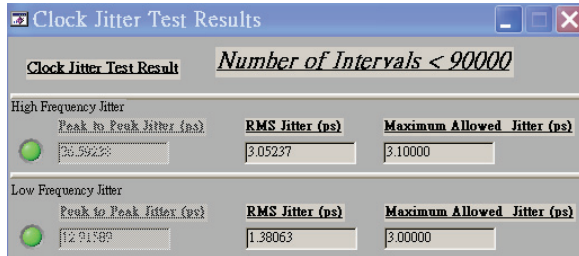 Clock Jitter Test Results
Clock Jitter Test Result
Number of Intervals < 90000
High Frequency Jitter
Peak to Peak Jitter (ps) RMS Jitter (ps) Maximum Allowed Jitter (ps)
3.05237 3.10000
Low Frequency Jitter
Peak to Peak Jitter (ps) RMS Jitter (ps) Maximum Allowed Jitter (ps)
12.91589 1.38063 3.00000